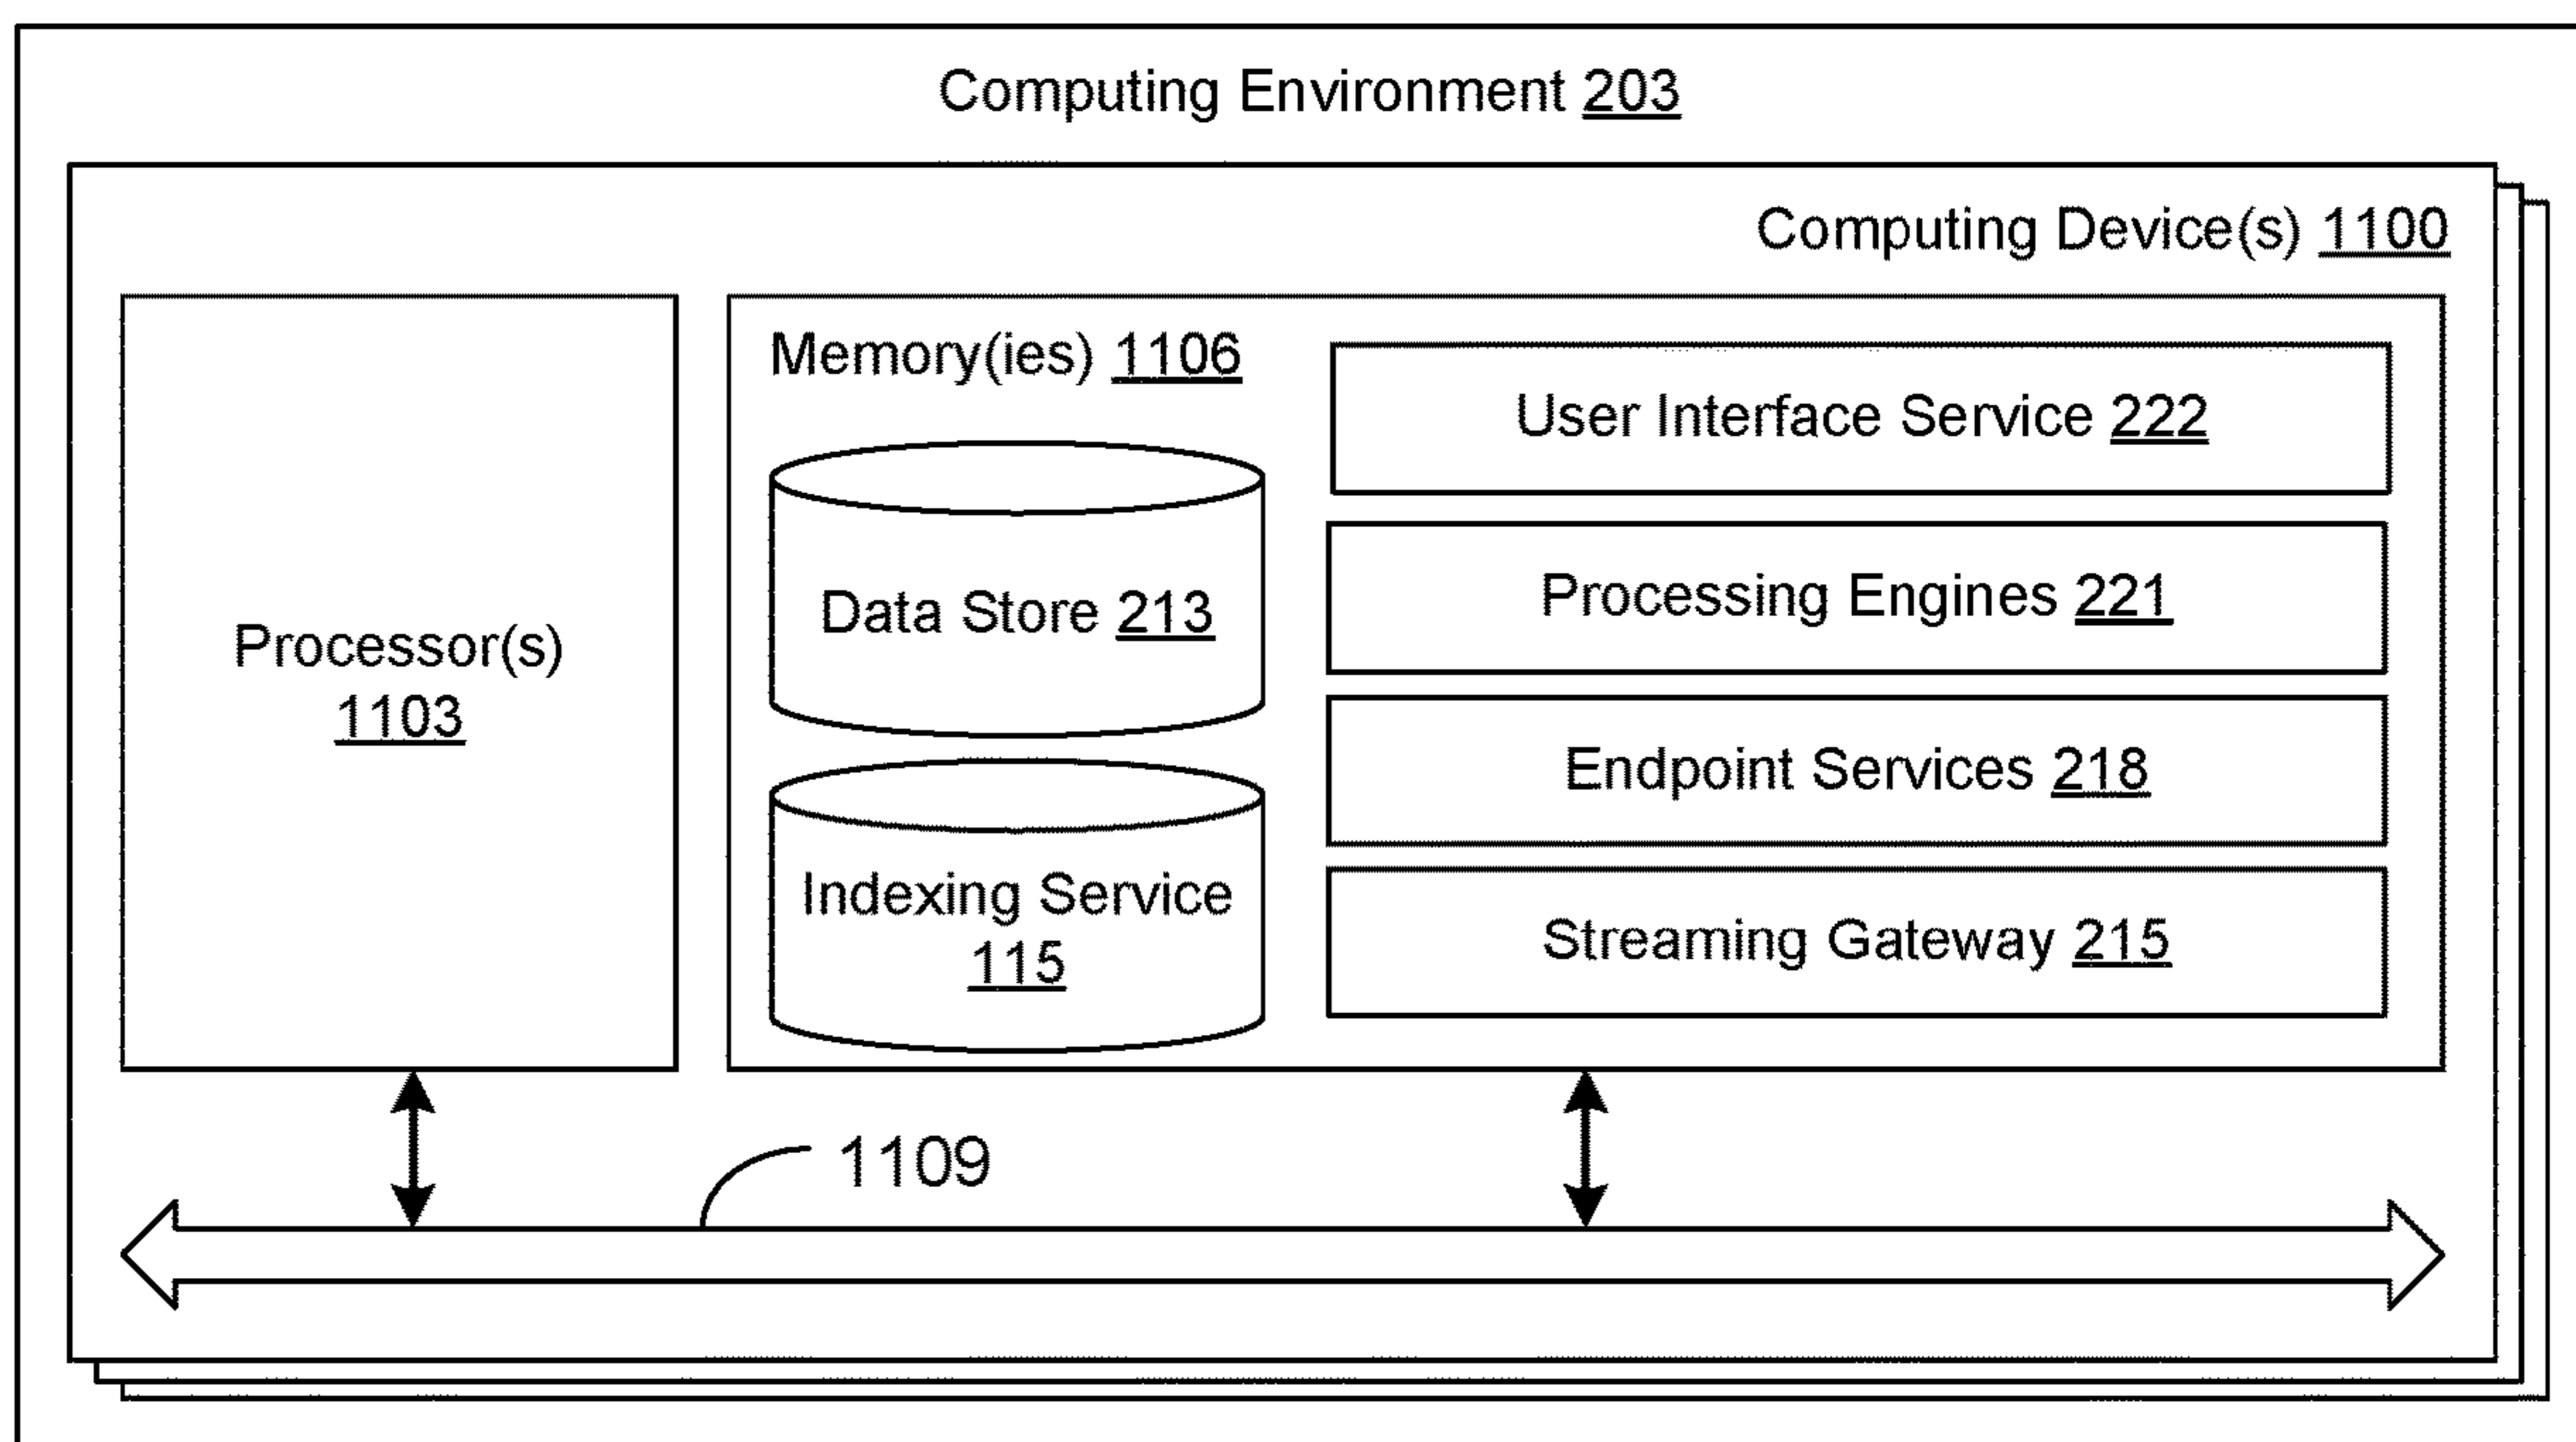 Computing Environment 203
Computing Device(s) 1100
Processor(s)
1103
Memory(ies) 1106
Data Store 213
Indexing Service
115
User Interface Service 222
Processing Engines 221
Endpoint Services 218
Streaming Gateway 215
1109